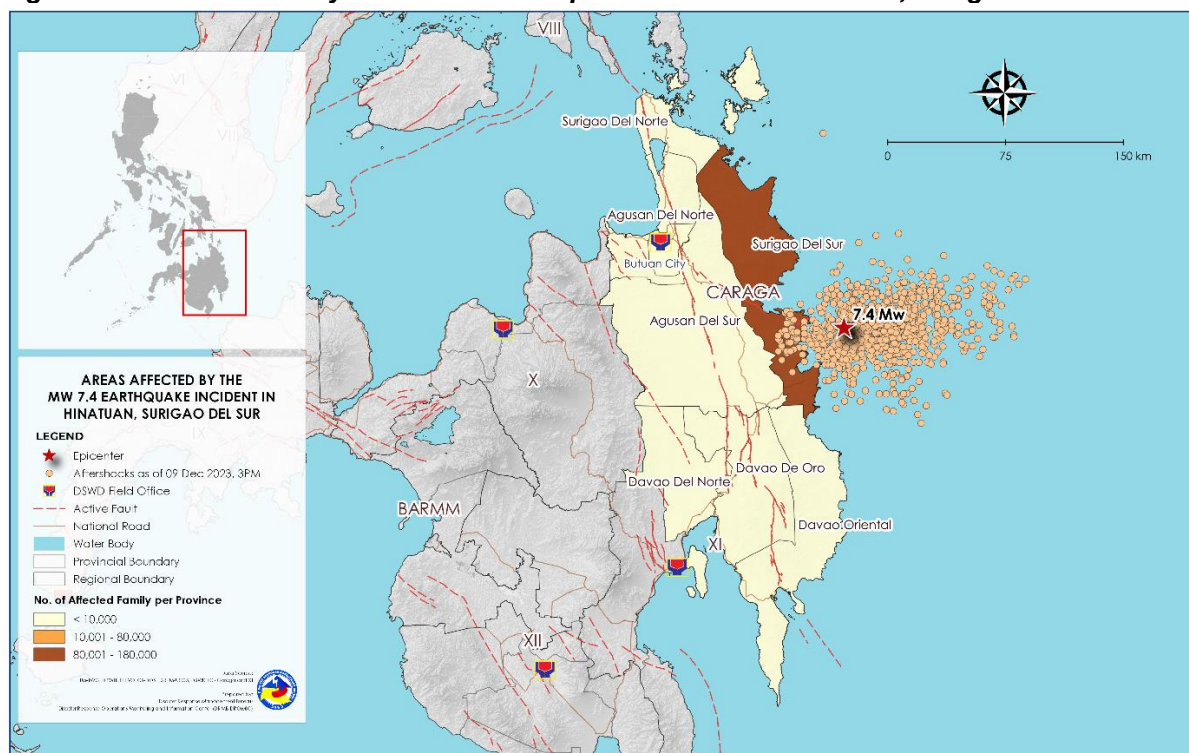 VIII
Surigao Del Norte
0 75 150 km
VI
VII
Agusan Del Norte
Surigao Del Sur
Butuan City
CARAGA
7.4 Mw
Agusan Del Sur
X
AREAS AFFECTED BY THE
MW 7.4 EARTHQUAKE INCIDENT IN
HINATUAN, SURIGAO DEL SUR
LEGEND
Epicenter
Aftershocks as of 09 Dec 2023, 3PM
DSWD Field Office
Active Fault
National Road
Water Body
Provincial Boundary
Regional Boundary
No. of Affected Family per Province
< 10,000
10,001 - 80,000
80,001 - 180,000
IX
Davao De Oro
Davao Del Norte
BARMM
Davao Oriental
XI
XII